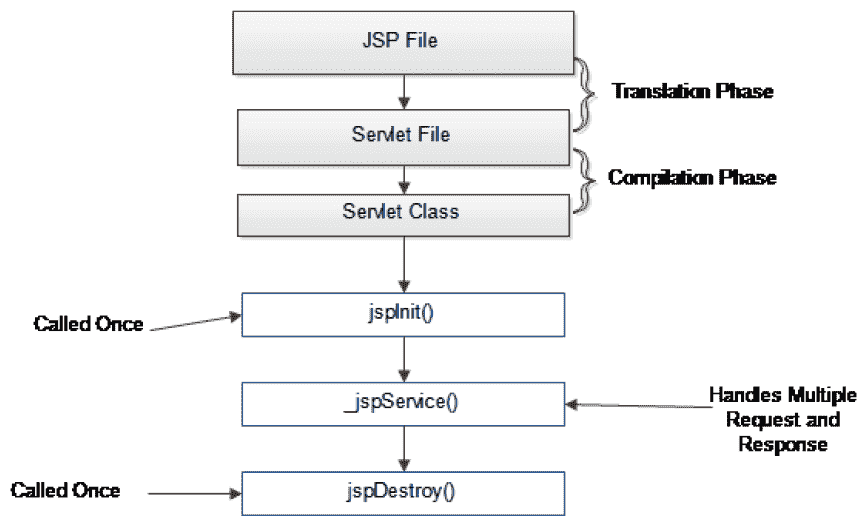 JSP File
Translation Phase
Servlet File
Compilation Phase
Servlet Class
jspInit()
Called Once
_jspService()
Handles Multiple
Request and
Response
Called Once
jspDestroy()